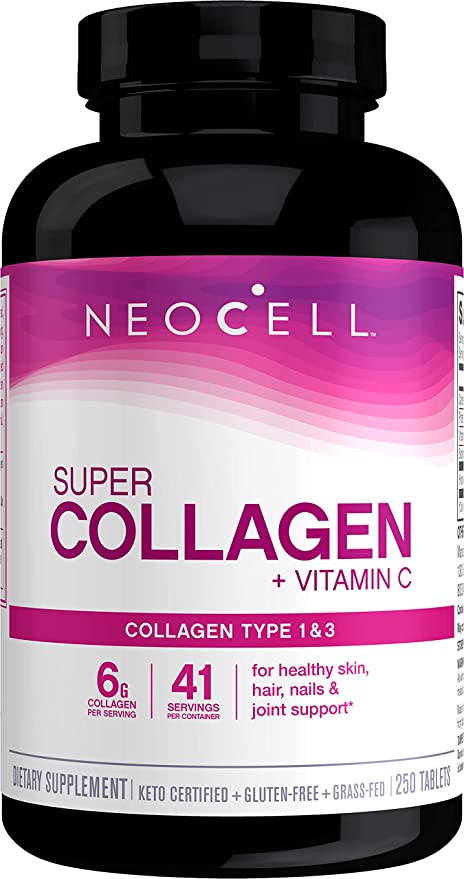 NEOCELL™
SUPER
COLLAGEN
+ VITAMIN C
COLLAGEN TYPE 1 & 3
6G
COLLAGEN
PER SERVING
41
SERVINGS
PER CONTAINER
for healthy skin,
hair, nails &
joint support*
DIETARY SUPPLEMENT | KETO CERTIFIED + GLUTEN-FREE + GRASS-FED | 250 TABLETS